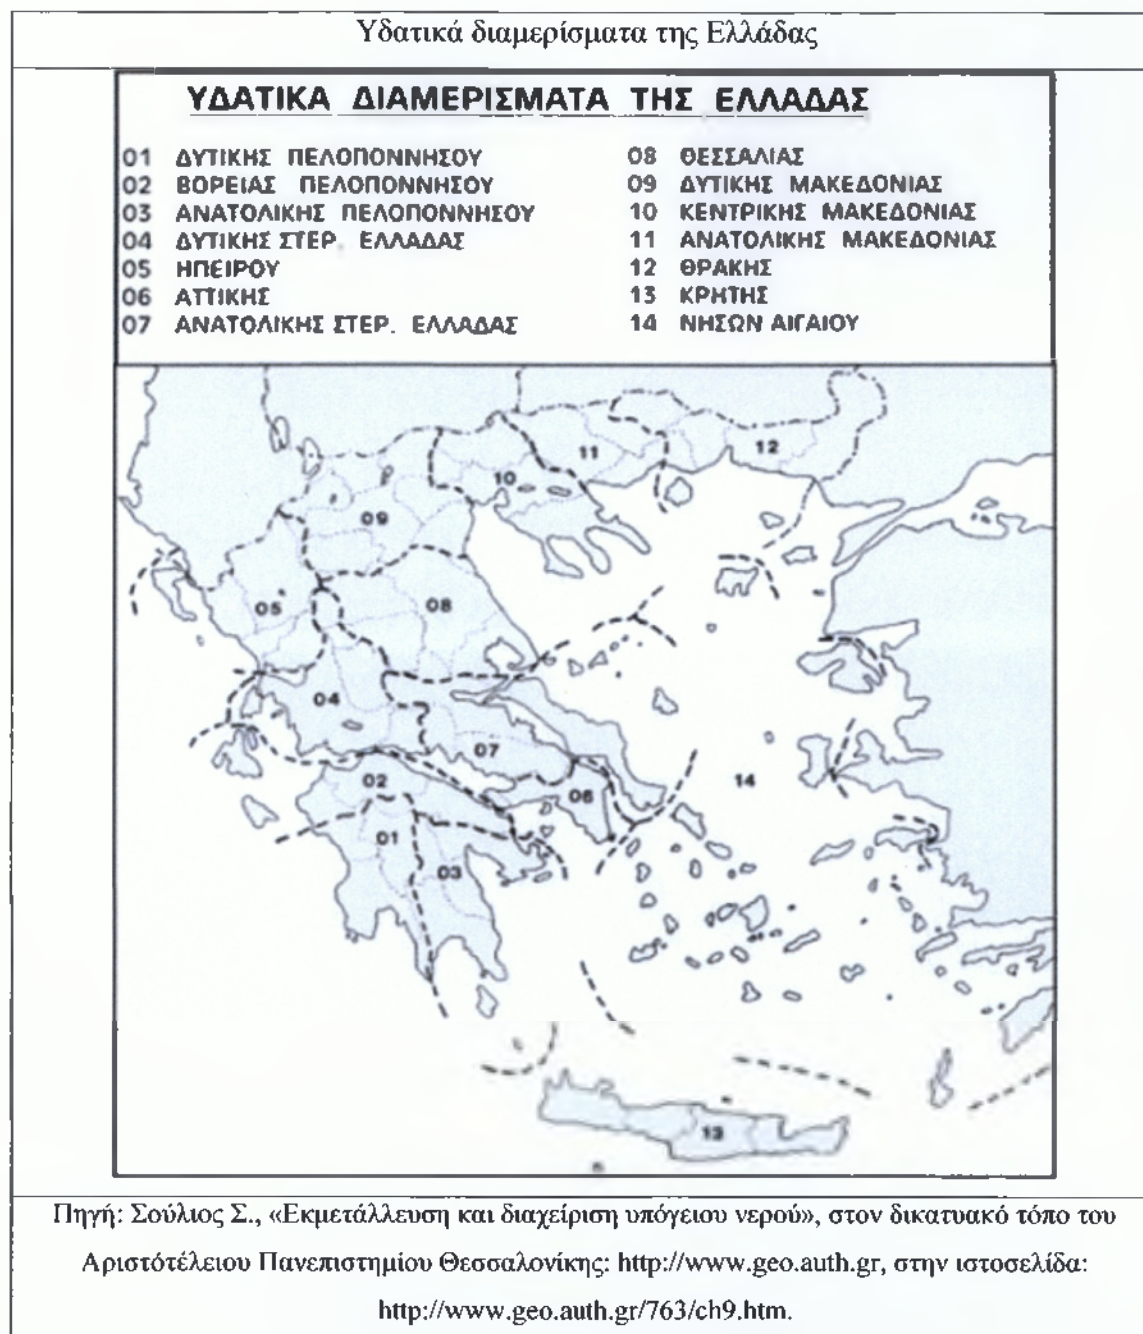 Υδατικά διαμερίσματα της Ελλάδας
ΥΔΑΤΙΚΑ ΔΙΑΜΕΡΙΣΜΑΤΑ ΤΗΣ ΕΛΛΑΔΑΣ
01 ΔΥΤΙΚΗΣ ΠΕΛΟΠΟΝΝΗΣΟΥ
02 ΒΟΡΕΙΑΣ ΠΕΛΟΠΟΝΝΗΣΟΥ
03 ΑΝΑΤΟΛΙΚΗΣ ΠΕΛΟΠΟΝΝΗΣΟΥ
04 ΔΥΤΙΚΗΣ ΣΤΕΡ. ΕΛΛΑΔΑΣ
05 ΗΠΕΙΡΟΥ
06 ΑΤΤΙΚΗΣ
07 ΑΝΑΤΟΛΙΚΗΣ ΣΤΕΡ. ΕΛΛΑΔΑΣ
08 ΘΕΣΣΑΛΙΑΣ
09 ΔΥΤΙΚΗΣ ΜΑΚΕΔΟΝΙΑΣ
10 ΚΕΝΤΡΙΚΗΣ ΜΑΚΕΔΟΝΙΑΣ
11 ΑΝΑΤΟΛΙΚΗΣ ΜΑΚΕΔΟΝΙΑΣ
12 ΘΡΑΚΗΣ
13 ΚΡΗΤΗΣ
14 ΝΗΣΩΝ ΑΙΓΑΙΟΥ
12
11
10
09
05
08
04
07
14
02
06
01
03
13
Πηγή: Σούλιος Σ., «Εκμετάλλευση και διαχείριση υπόγειου νερού», στον δικατυακό τόπο του
Αριστότέλειου Πανεπιστημίου Θεσσαλονίκης: http://www.geo.auth.gr, στην ιστοσελίδα:
http://www.geo.auth.gr/763/ch9.htm.